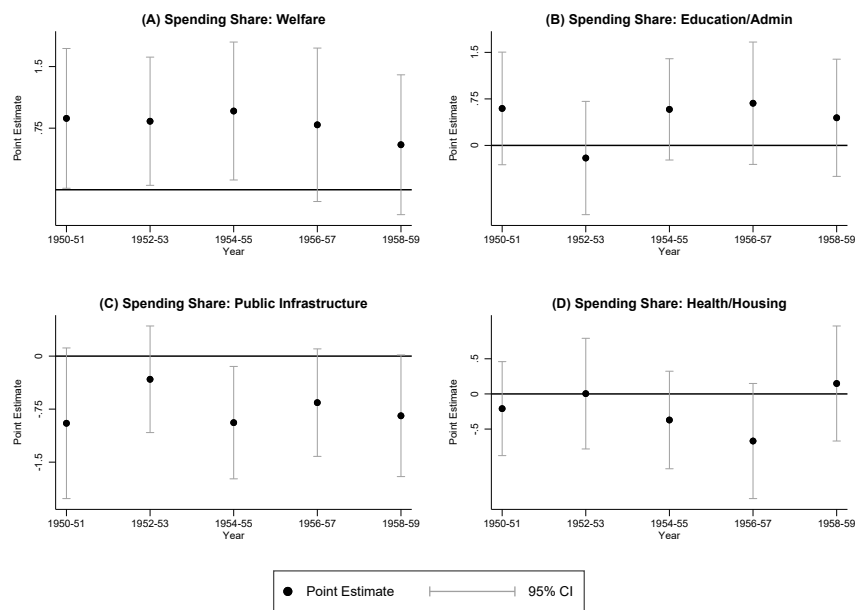 (A) Spending Share: Welfare
Point Estimate
1.5
.75
1950-51 1952-53 1954-55 1956-57 1958-59
Year
(B) Spending Share: Education/Admin
Point Estimate
1.5
.75
0
1950-51 1952-53 1954-55 1956-57 1958-59
Year
(C) Spending Share: Public Infrastructure
Point Estimate
0
-.75
-1.5
1950-51 1952-53 1954-55 1956-57 1958-59
Year
(D) Spending Share: Health/Housing
Point Estimate
.5
0
-.5
1950-51 1952-53 1954-55 1956-57 1958-59
Year
Point Estimate 95% CI